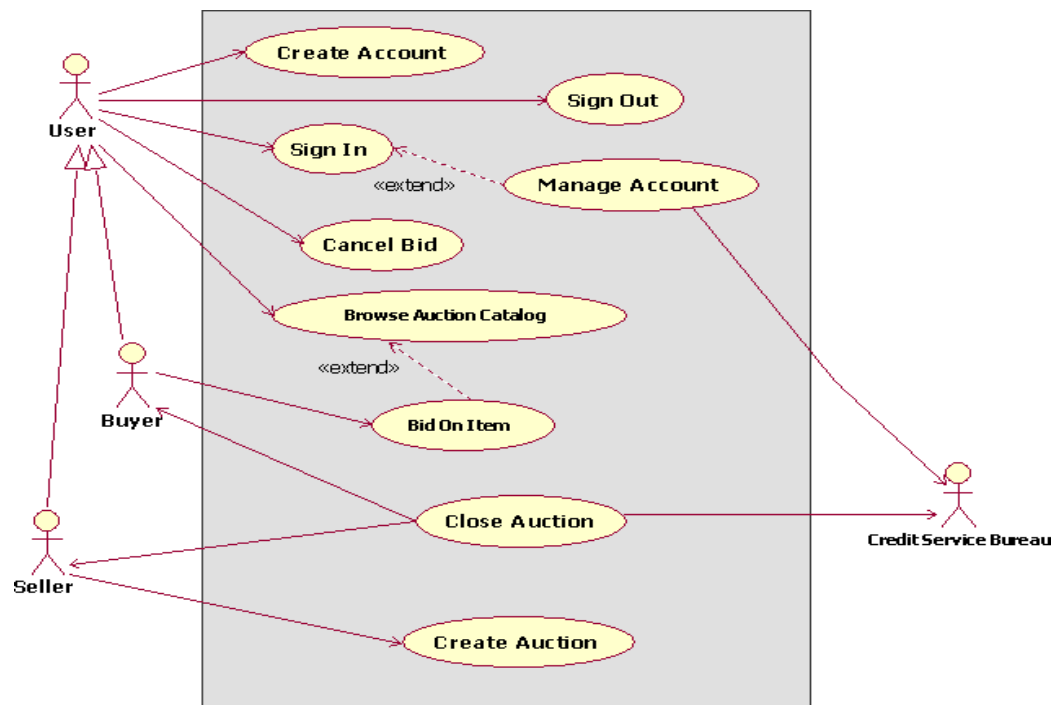 Create Account
Sign Out
User
Sign In
«extend»
Manage Account
Cancel Bid
Browse Auction Catalog
«extend»
Buyer
Bid On Item
Close Auction
Credit Service Bureau
Seller
Create Auction